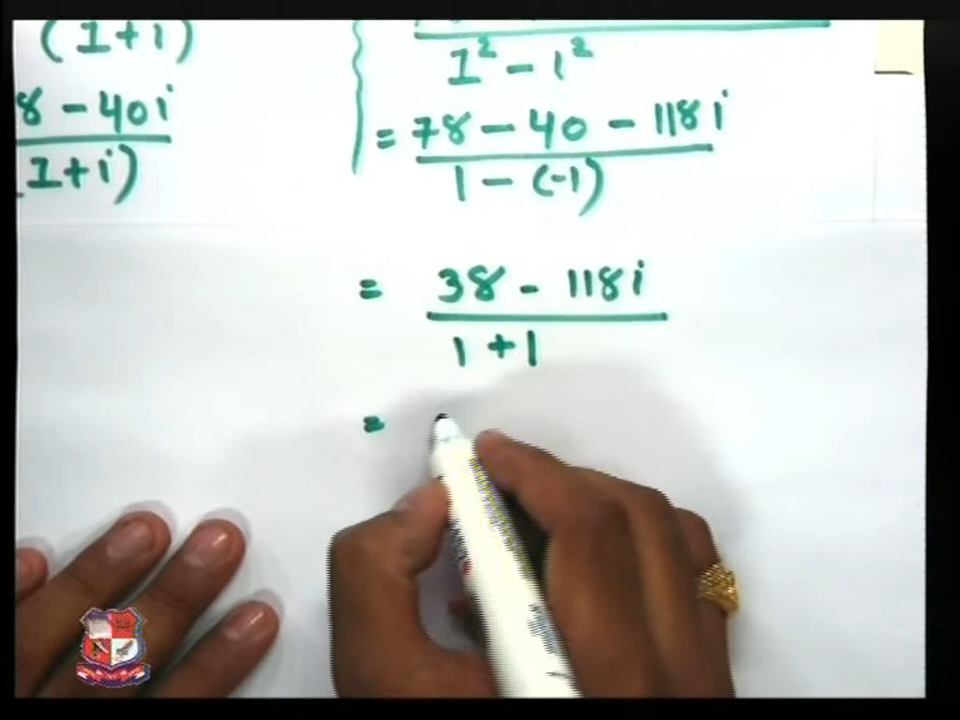 (1+i)
8 - 40i
1+i)
1² - i²
= 78 - 40 - 118i
1 - (-1)
= 38 - 118i
1 + 1
=